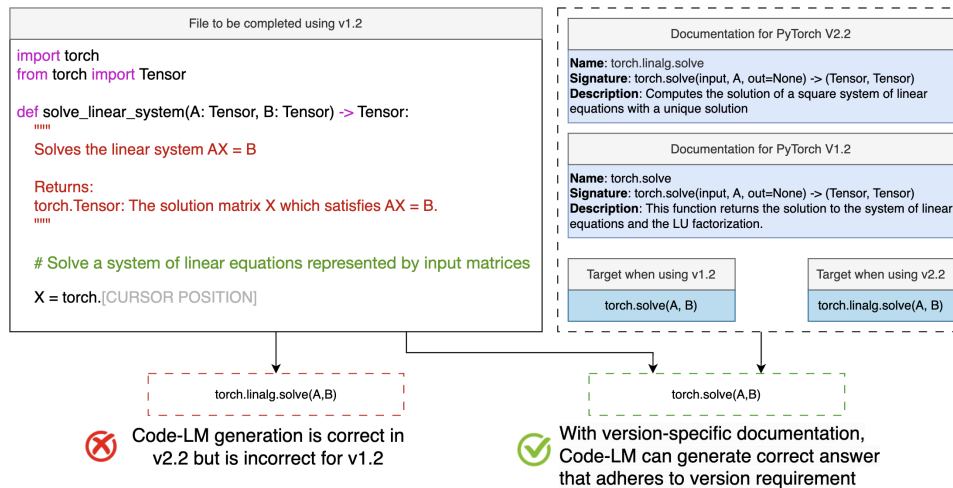 File to be completed using v1.2
import torch
from torch import Tensor
def solve_linear_system(A: Tensor, B: Tensor) -> Tensor:
"""
Solves the linear system AX = B
Returns:
torch.Tensor: The solution matrix X which satisfies AX = B.
"""
# Solve a system of linear equations represented by input matrices
X = torch.[CURSOR POSITION]
Documentation for PyTorch V2.2
Name: torch.linalg.solve
Signature: torch.solve(input, A, out=None) -> (Tensor, Tensor)
Description: Computes the solution of a square system of linear
equations with a unique solution
Documentation for PyTorch V1.2
Name: torch.solve
Signature: torch.solve(input, A, out=None) -> (Tensor, Tensor)
Description: This function returns the solution to the system of linear
equations and the LU factorization.
Target when using v1.2
torch.solve(A, B)
Target when using v2.2
torch.linalg.solve(A, B)
torch.linalg.solve(A,B)
Code-LM generation is correct in
v2.2 but is incorrect for v1.2
torch.solve(A,B)
With version-specific documentation,
Code-LM can generate correct answer
that adheres to version requirement